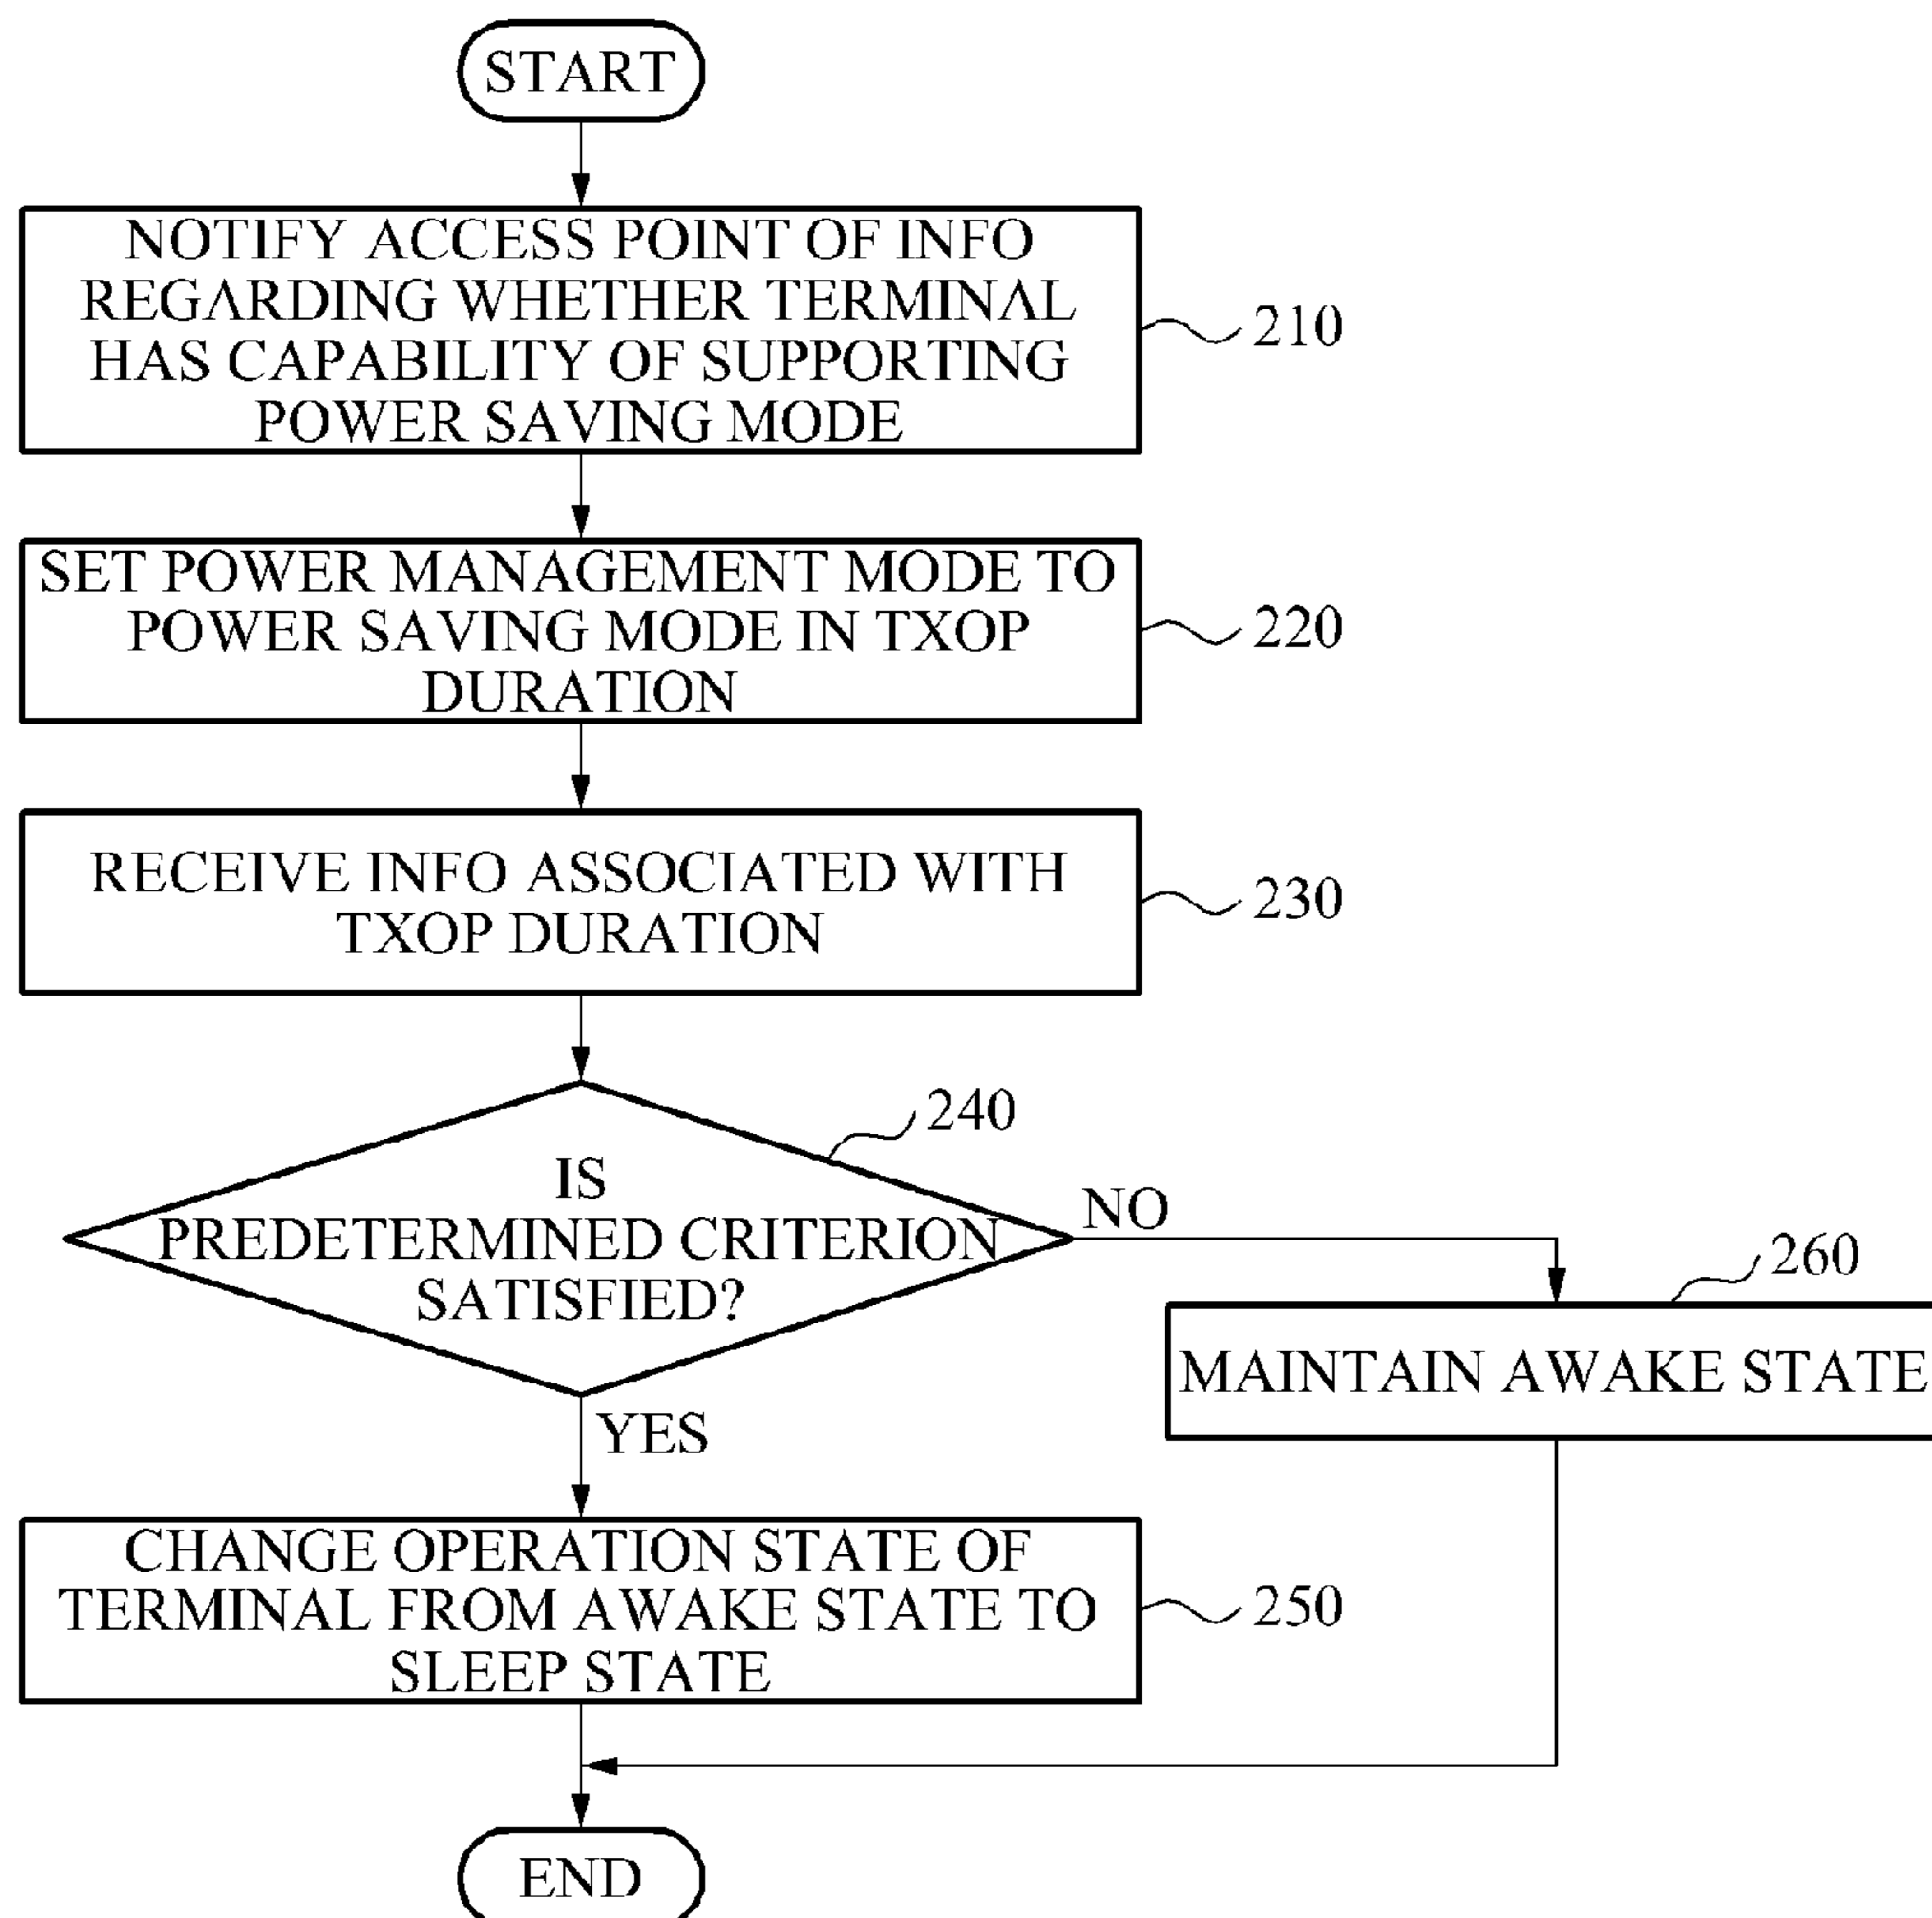 START
NOTIFY ACCESS POINT OF INFO
REGARDING WHETHER TERMINAL
HAS CAPABILITY OF SUPPORTING
POWER SAVING MODE
210
SET POWER MANAGEMENT MODE TO
POWER SAVING MODE IN TXOP
DURATION
220
RECEIVE INFO ASSOCIATED WITH
TXOP DURATION
230
240
IS
PREDETERMINED CRITERION
SATISFIED?
NO
260
MAINTAIN AWAKE STATE
YES
CHANGE OPERATION STATE OF
TERMINAL FROM AWAKE STATE TO
SLEEP STATE
250
END